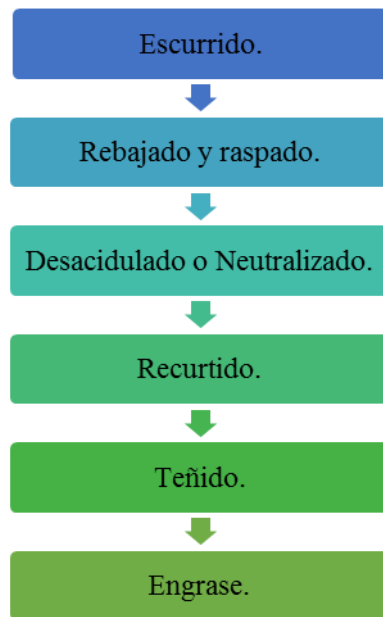 Escurrido.
Rebajado y raspado.
Desacidulado o Neutralizado.
Recurtido.
Teñido.
Engrase.